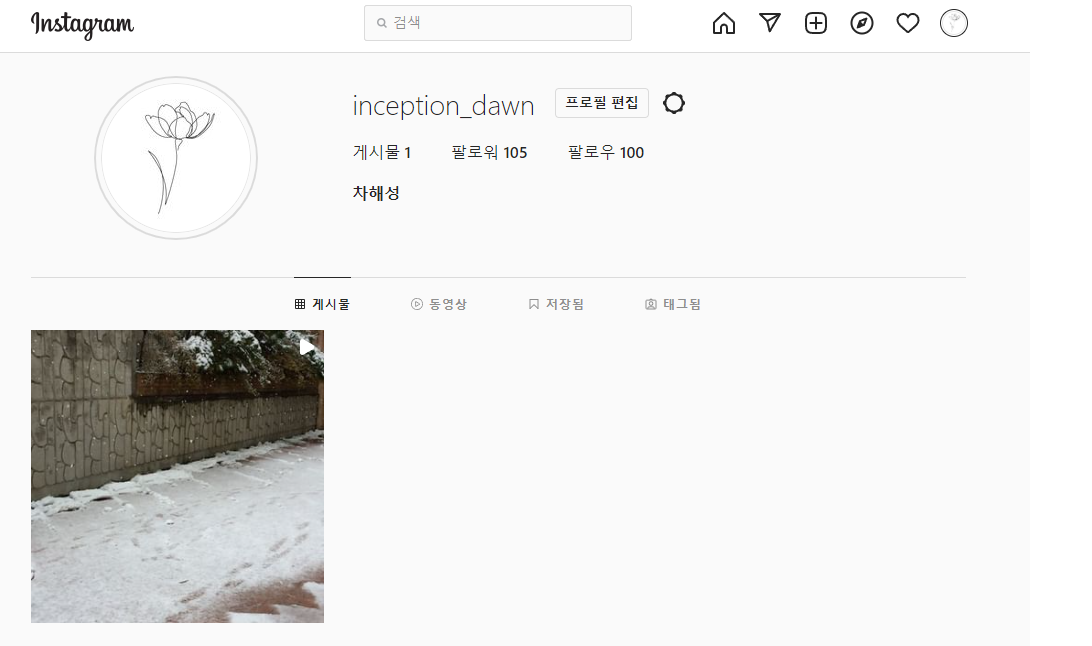 Instagram
검색
inception_dawn 프로필 편집
게시물 1 팔로워 105 팔로우 100
차해성
게시물 동영상 저장됨 태그됨